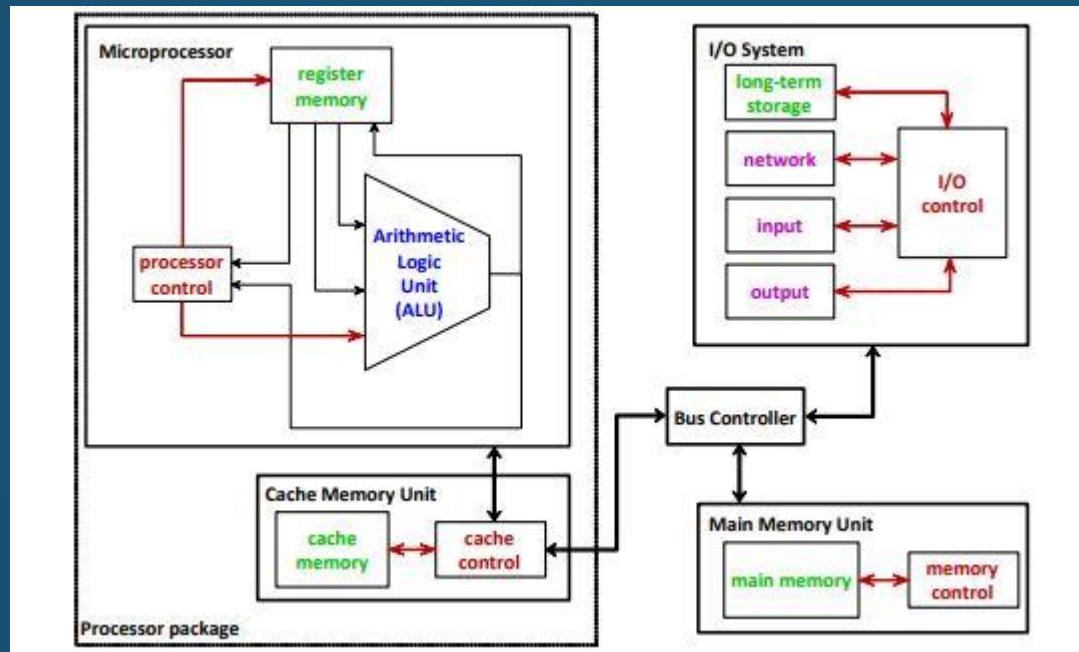 Microprocessor
register
memory
processor
control
Arithmetic
Logic
Unit
(ALU)
Cache Memory Unit
cache
memory
cache
control
Processor package
I/O System
long-term
storage
network
input
output
I/O
control
Bus Controller
Main Memory Unit
main memory
memory
control